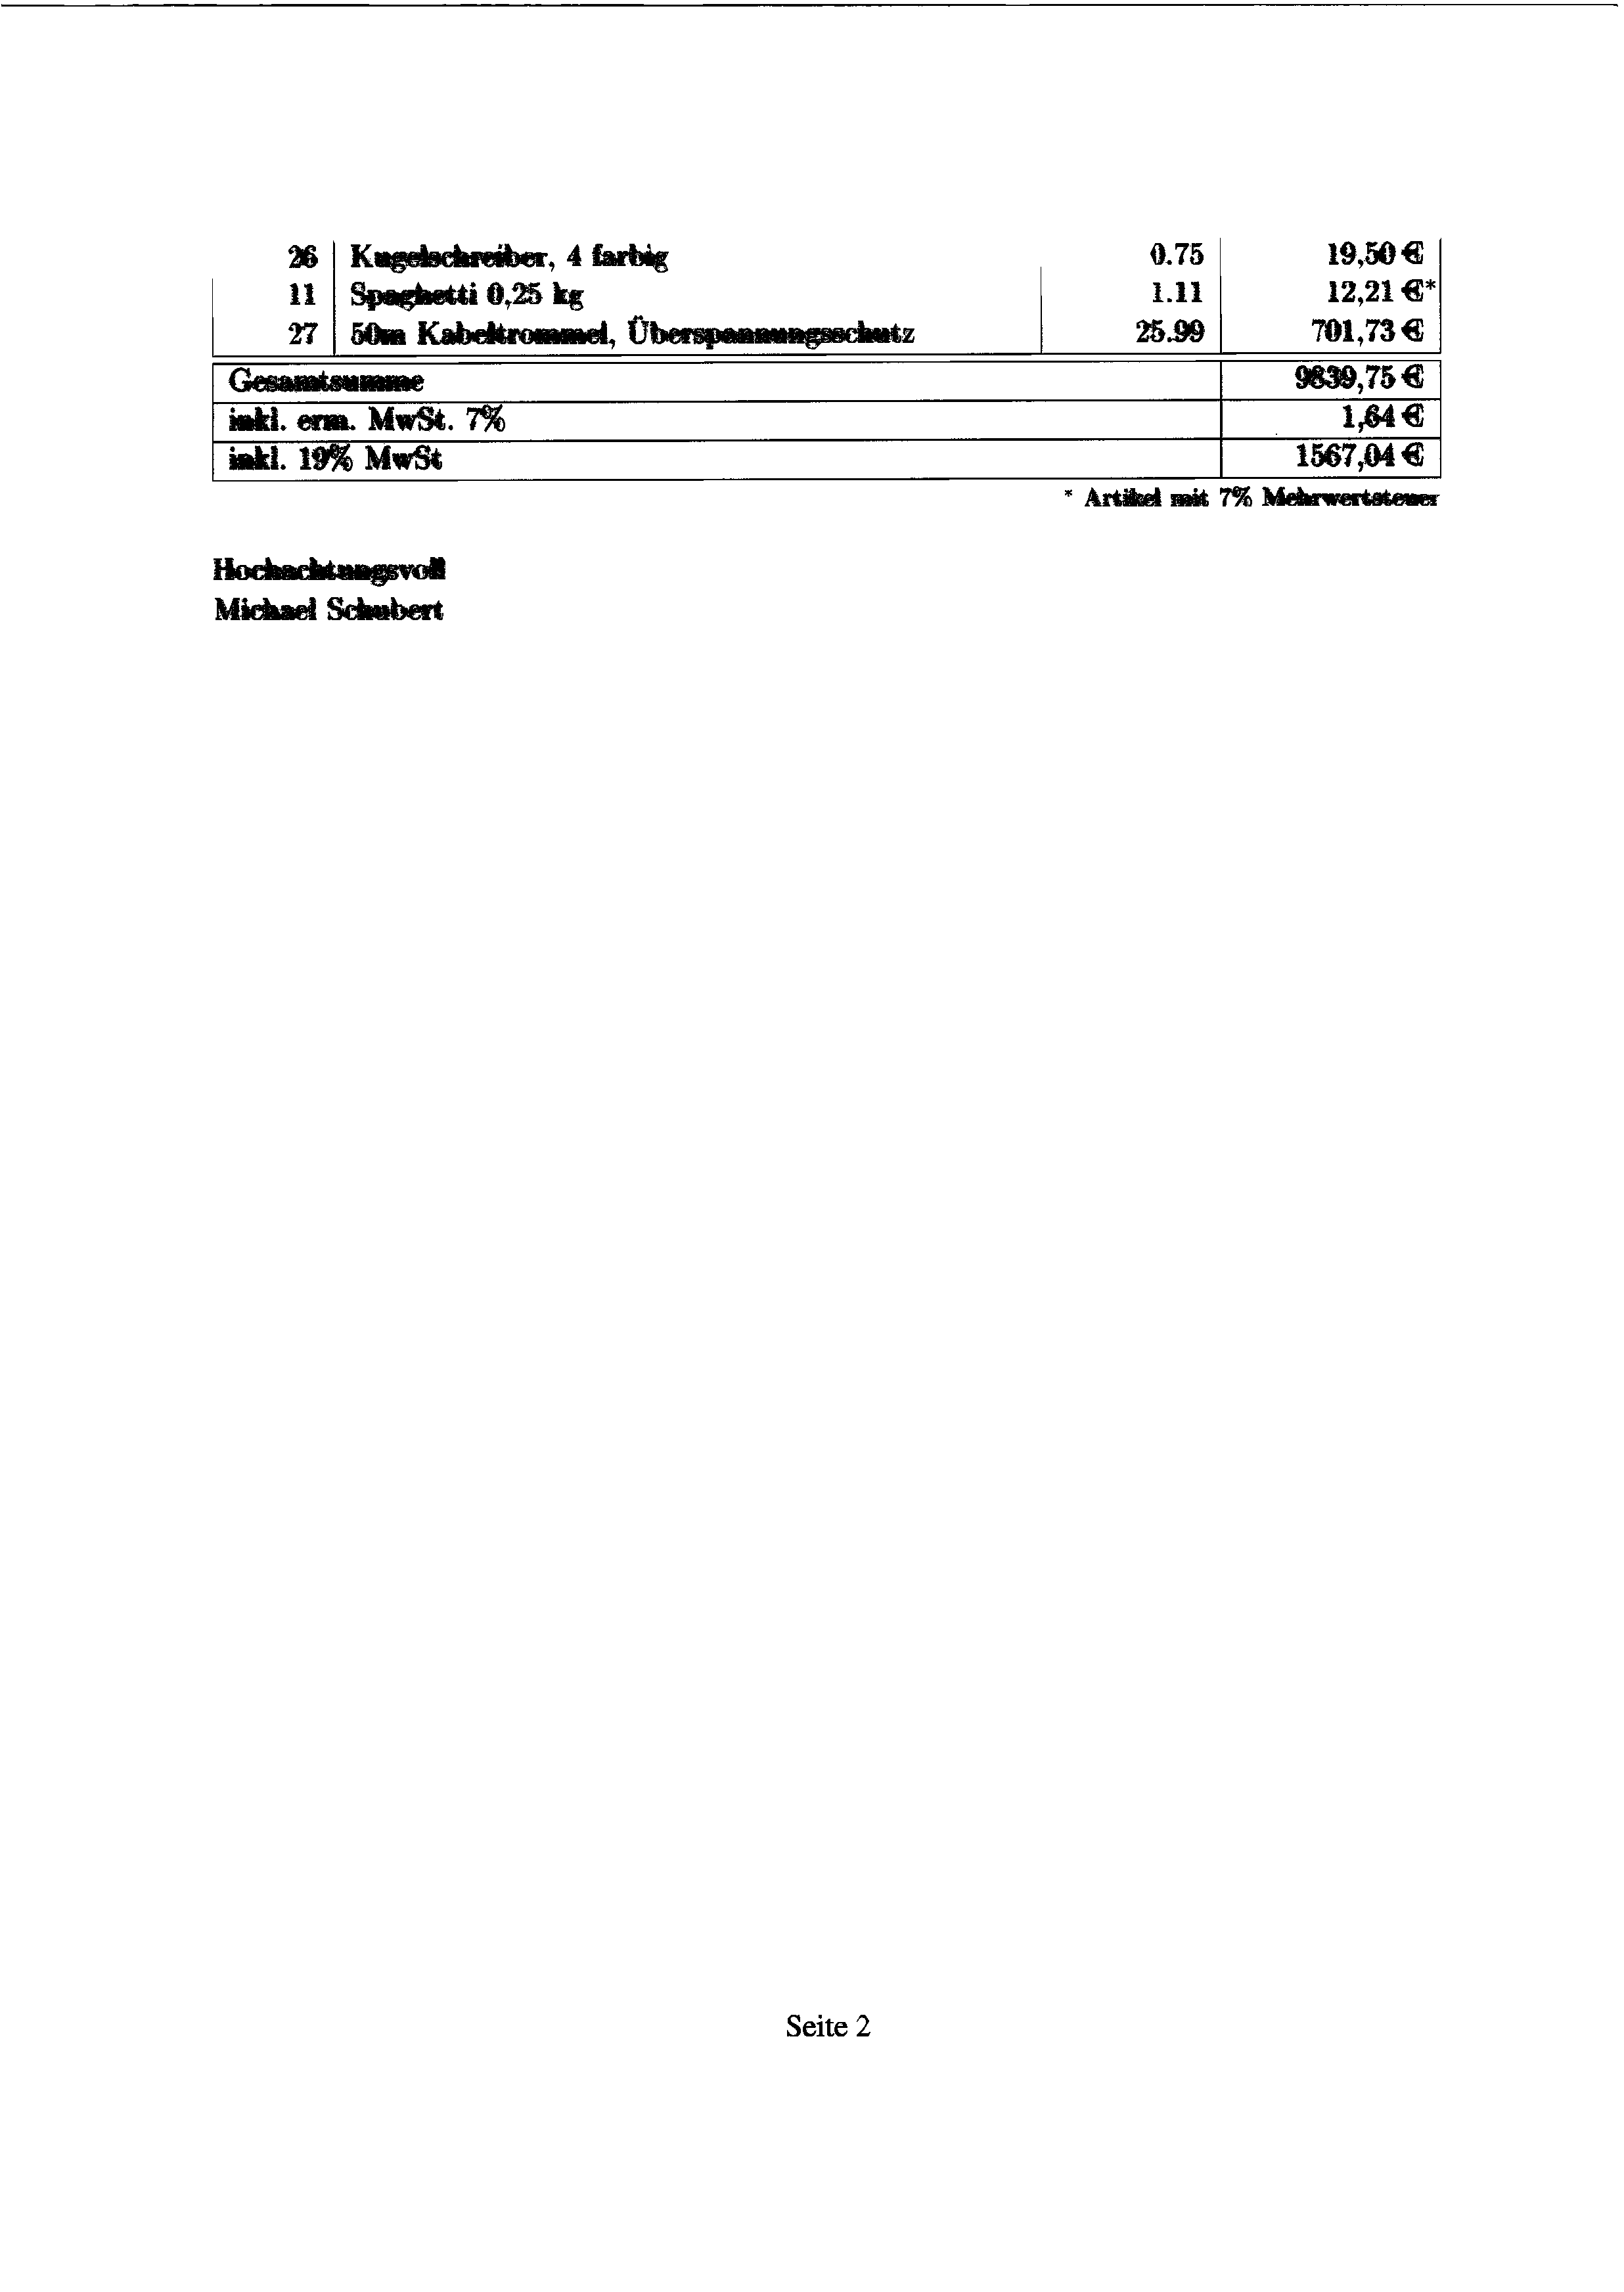 26 Kugelschreiber, 4 farbig 0.75 19,50 €
11 Spaghetti 0,25 kg 1.11 12,21 €*
27 50m Kabeltrommel, Überspannungsschutz 25.99 701,73 €
Gesamtsumme 9839,75 €
inkl. erm. MwSt. 7% 1,64 €
inkl. 19% MwSt 1567,04 €
* Artikel mit 7% Mehrwertsteuer
Hochachtungsvoll
Michael Schubert
Seite 2